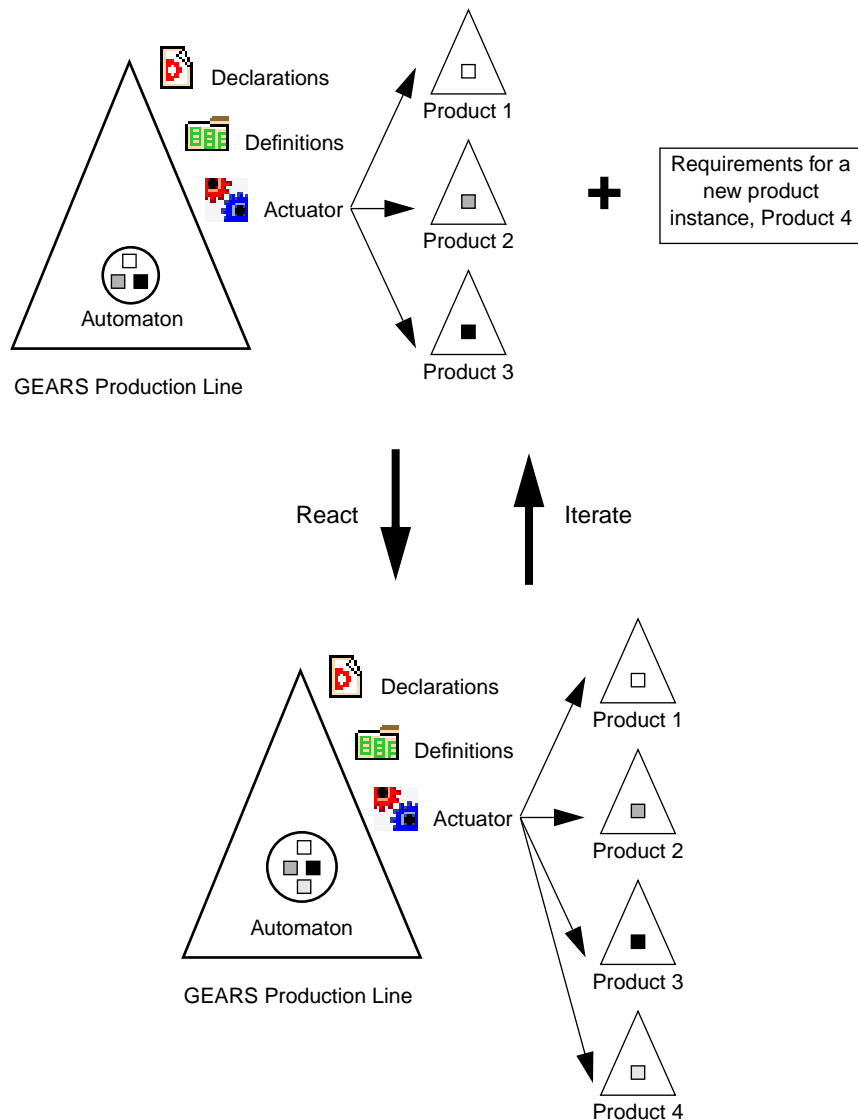 Declarations
Definitions
Actuator
Automaton
GEARS Production Line
Product 1
Product 2
Product 3
+
Requirements for a
new product
instance, Product 4
React
Iterate
Declarations
Definitions
Actuator
Automaton
GEARS Production Line
Product 1
Product 2
Product 3
Product 4